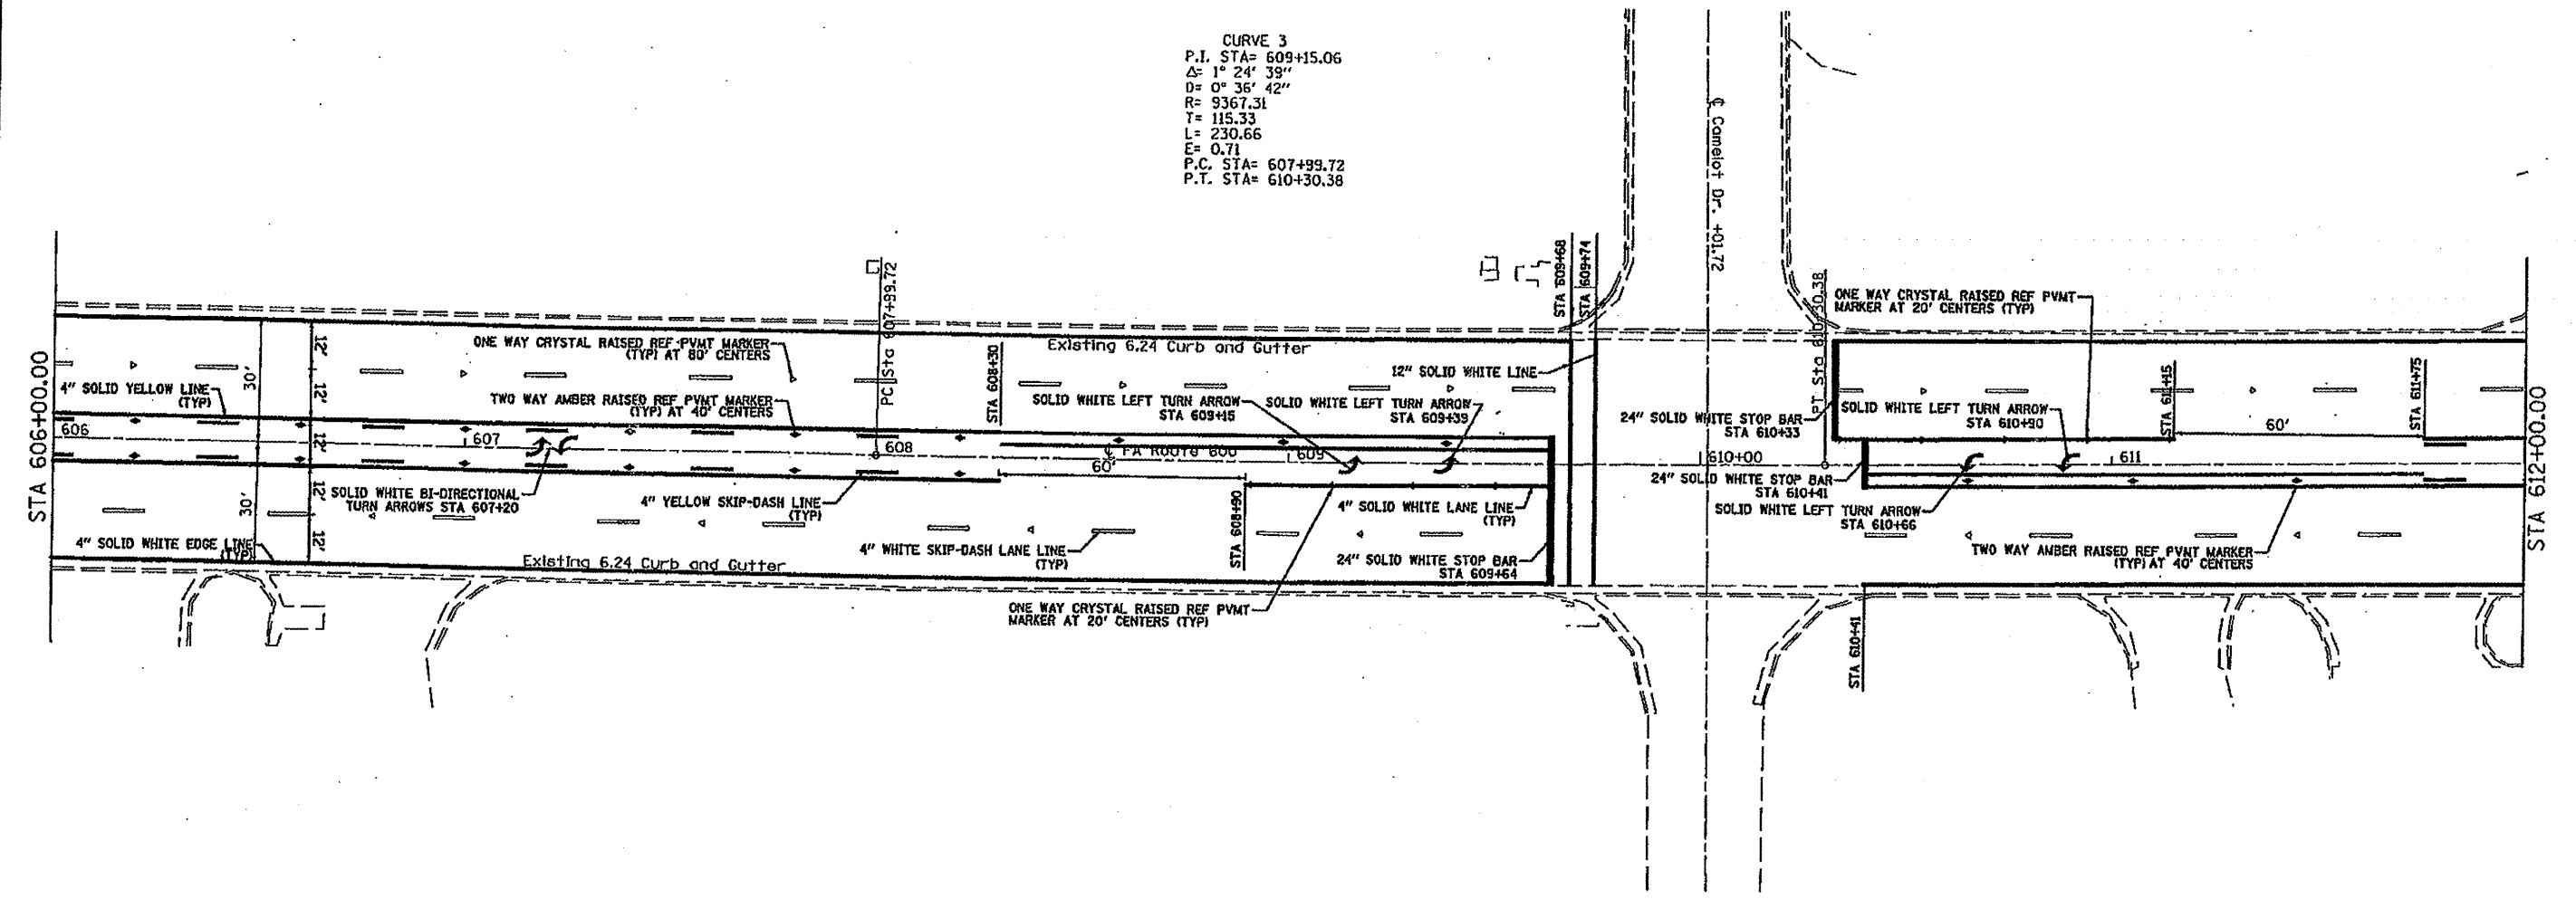 CURVE 3
P.I. STA= 609+15.06
Δ= 1° 24' 39"
D= 0° 36' 42"
R= 9367.31
T= 115.33
L= 230.66
E= 0.71
P.C. STA= 607+99.72
P.T. STA= 610+30.38
STA 606+00.00
4" SOLID YELLOW LINE
(TYP)
606
30'
30'
12'
12'
12'
12'
12'
4" SOLID WHITE EDGE LINE
(TYP)
ONE WAY CRYSTAL RAISED REF PVMT MARKER
(TYP) AT 80' CENTERS
TWO WAY AMBER RAISED REF PVMT MARKER
(TYP) AT 40' CENTERS
607
SOLID WHITE BI-DIRECTIONAL
TURN ARROWS STA 607+20
4" YELLOW SKIP-DASH LINE
(TYP)
Existing 6.24 Curb and Gutter
PC Sta 607+99.72
608
STA 608+30
Existing 6.24 Curb and Gutter
SOLID WHITE LEFT TURN ARROW
STA 609+15
SOLID WHITE LEFT TURN ARROW
STA 609+39
12" SOLID WHITE LINE
℄ FA ROUTE 600
60'
609
4" WHITE SKIP-DASH LANE LINE
(TYP)
STA 608+90
4" SOLID WHITE LANE LINE
(TYP)
24" SOLID WHITE STOP BAR
STA 609+64
ONE WAY CRYSTAL RAISED REF PVMT
MARKER AT 20' CENTERS (TYP)
STA 609+68
STA 609+74
℄ Camelot Dr. +01.72
610+00
PT Sta 610+30.38
ONE WAY CRYSTAL RAISED REF PVMT
MARKER AT 20' CENTERS (TYP)
24" SOLID WHITE STOP BAR
STA 610+33
SOLID WHITE LEFT TURN ARROW
STA 610+90
STA 611+15
60'
STA 611+75
611
24" SOLID WHITE STOP BAR
STA 610+41
SOLID WHITE LEFT TURN ARROW
STA 610+66
TWO WAY AMBER RAISED REF PVMT MARKER
(TYP) AT 40' CENTERS
STA 610+41
STA 612+00.00